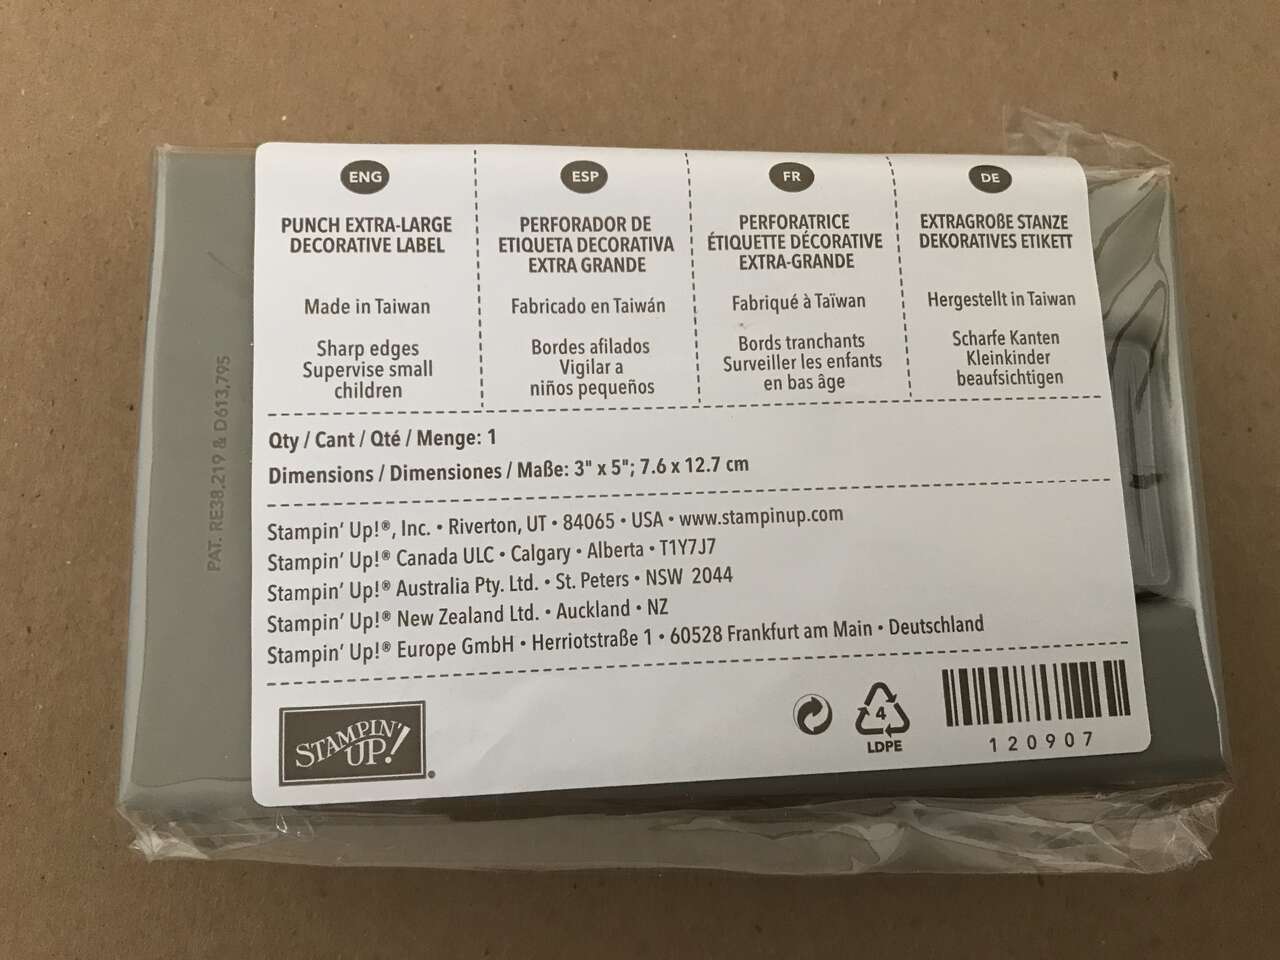 ENG
PUNCH EXTRA-LARGE
DECORATIVE LABEL
Made in Taiwan
Sharp edges
Supervise small
children
ESP
PERFORADOR DE
ETIQUETA DECORATIVA
EXTRA GRANDE
Fabricado en Taiwán
Bordes afilados
Vigilar a
niños pequeños
FR
PERFORATRICE
ÉTIQUETTE DÉCORATIVE
EXTRA-GRANDE
Fabriqué à Taïwan
Bords tranchants
Surveiller les enfants
en bas âge
DE
EXTRAGROẞE STANZE
DEKORATIVES ETIKETT
Hergestellt in Taiwan
Scharfe Kanten
Kleinkinder
beaufsichtigen
Qty / Cant / Qté / Menge: 1
Dimensions / Dimensiones / Maße: 3" x 5"; 7.6 x 12.7 cm
Stampin' Up!®, Inc. • Riverton, UT • 84065 • USA • www.stampinup.com
Stampin' Up!® Canada ULC • Calgary • Alberta • T1Y7J7
Stampin' Up!® Australia Pty. Ltd. • St. Peters • NSW 2044
Stampin' Up!® New Zealand Ltd. • Auckland • NZ
Stampin' Up!® Europe GmbH • Herriotstraße 1 • 60528 Frankfurt am Main • Deutschland
STAMPIN'
UP!®
4
LDPE
120907
PAT. RE38,219 & D613,795